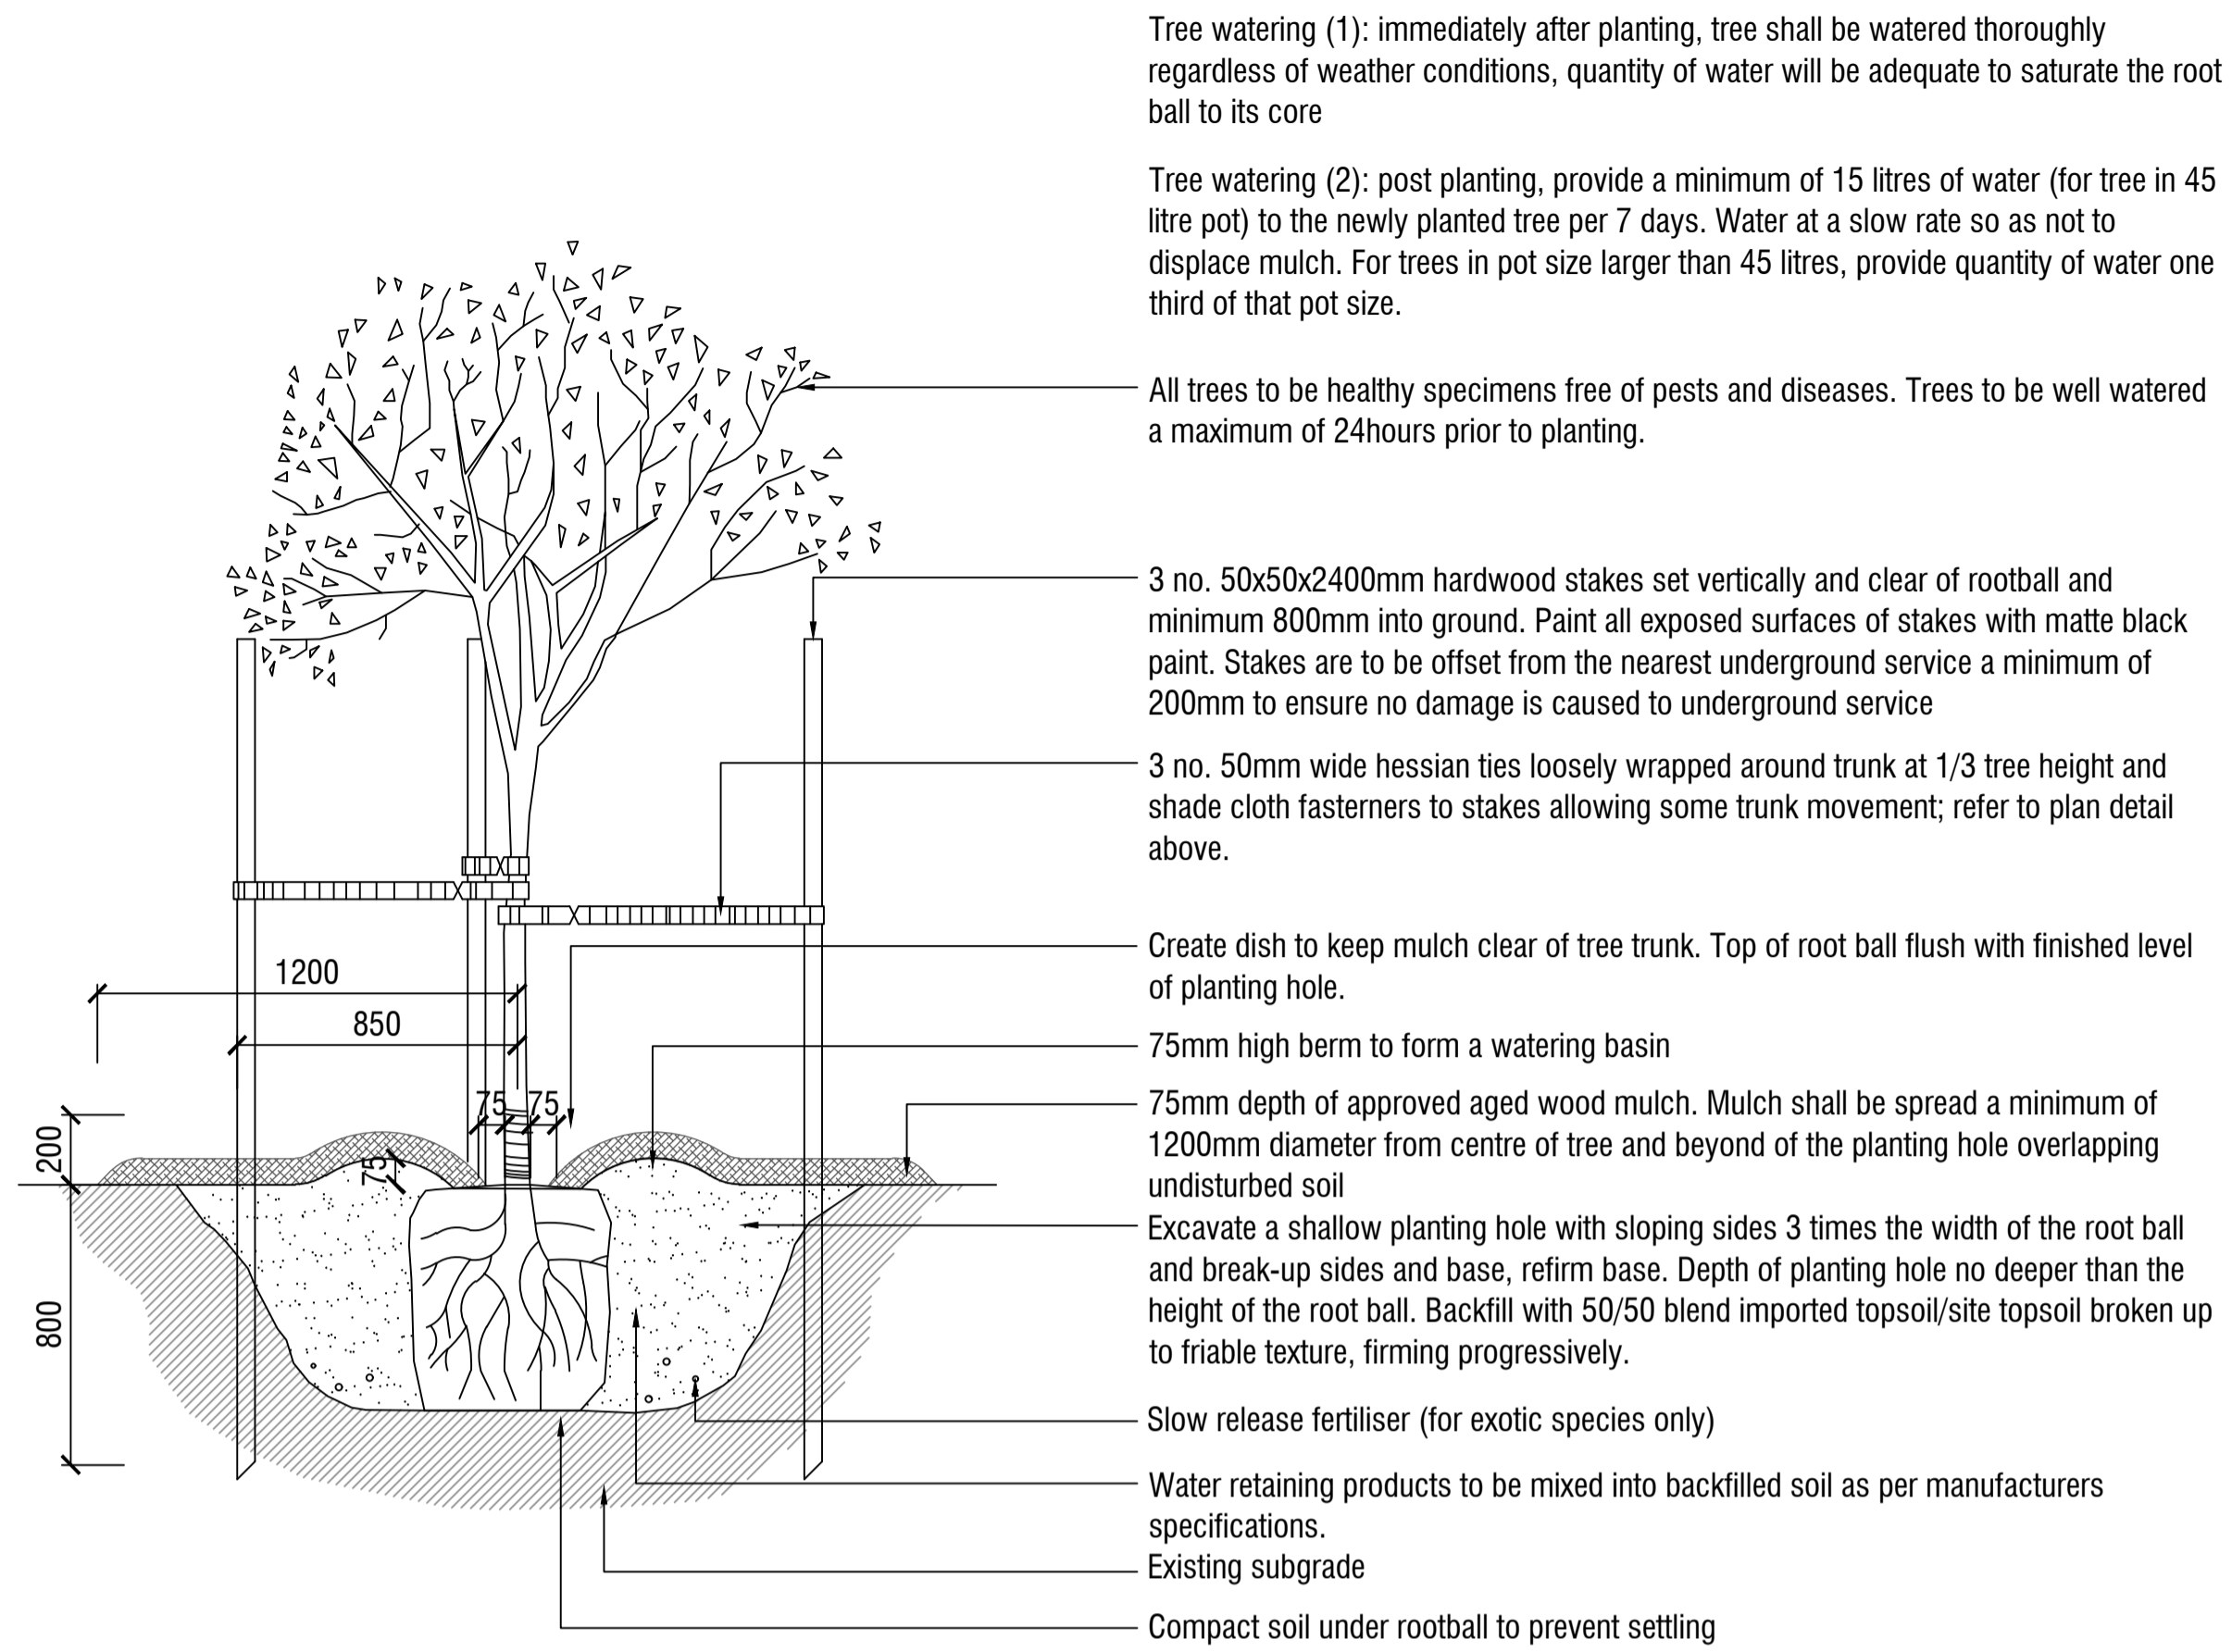 Tree watering (1): immediately after planting, tree shall be watered thoroughly
regardless of weather conditions, quantity of water will be adequate to saturate the root
ball to its core
Tree watering (2): post planting, provide a minimum of 15 litres of water (for tree in 45
litre pot) to the newly planted tree per 7 days. Water at a slow rate so as not to
displace mulch. For trees in pot size larger than 45 litres, provide quantity of water one
third of that pot size.
All trees to be healthy specimens free of pests and diseases. Trees to be well watered
a maximum of 24hours prior to planting.
3 no. 50x50x2400mm hardwood stakes set vertically and clear of rootball and
minimum 800mm into ground. Paint all exposed surfaces of stakes with matte black
paint. Stakes are to be offset from the nearest underground service a minimum of
200mm to ensure no damage is caused to underground service
3 no. 50mm wide hessian ties loosely wrapped around trunk at 1/3 tree height and
shade cloth fasterners to stakes allowing some trunk movement; refer to plan detail
above.
Create dish to keep mulch clear of tree trunk. Top of root ball flush with finished level
of planting hole.
75mm high berm to form a watering basin
75mm depth of approved aged wood mulch. Mulch shall be spread a minimum of
1200mm diameter from centre of tree and beyond of the planting hole overlapping
undisturbed soil
Excavate a shallow planting hole with sloping sides 3 times the width of the root ball
and break-up sides and base, refirm base. Depth of planting hole no deeper than the
height of the root ball. Backfill with 50/50 blend imported topsoil/site topsoil broken up
to friable texture, firming progressively.
Slow release fertiliser (for exotic species only)
Water retaining products to be mixed into backfilled soil as per manufacturers
specifications.
Existing subgrade
Compact soil under rootball to prevent settling
1200
850
75 75
200
75
800